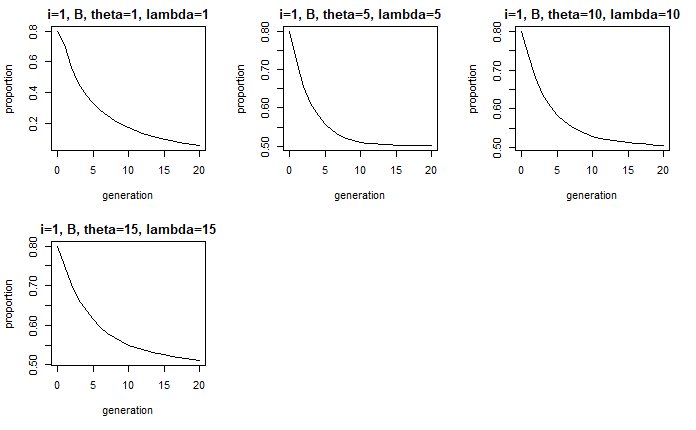 i=1, B, theta=1, lambda=1
proportion
0.8
0.6
0.4
0.2
0 5 10 15 20
generation
i=1, B, theta=5, lambda=5
proportion
0.80
0.70
0.60
0.50
0 5 10 15 20
generation
i=1, B, theta=10, lambda=10
proportion
0.80
0.70
0.60
0.50
0 5 10 15 20
generation
i=1, B, theta=15, lambda=15
proportion
0.80
0.70
0.60
0.50
0 5 10 15 20
generation